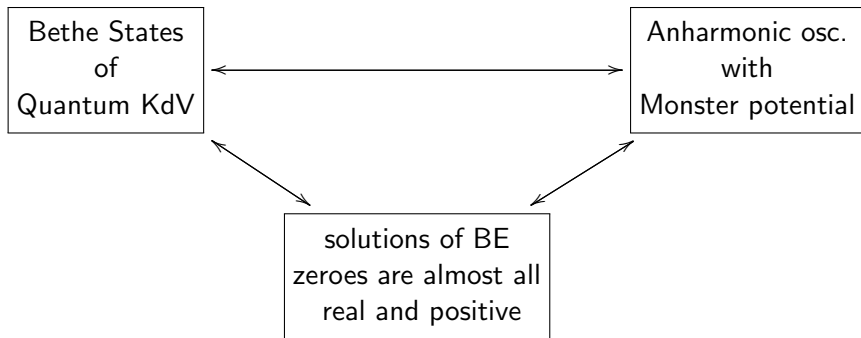 Bethe States
of
Quantum KdV
Anharmonic osc.
with
Monster potential
solutions of BE
zeroes are almost all
real and positive